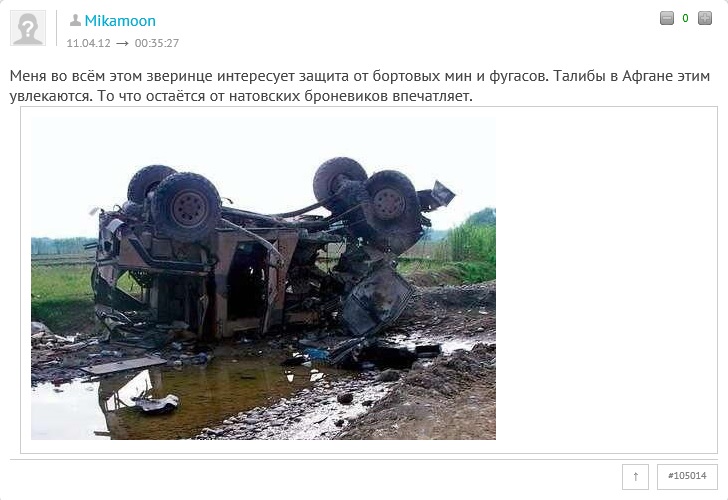 Mikamoon
0
11.04.12 → 00:35:27
Меня во всём этом зверинце интересует защита от бортовых мин и фугасов. Талибы в Афгане этим
увлекаются. То что остаётся от натовских броневиков впечатляет.
↑ #105014